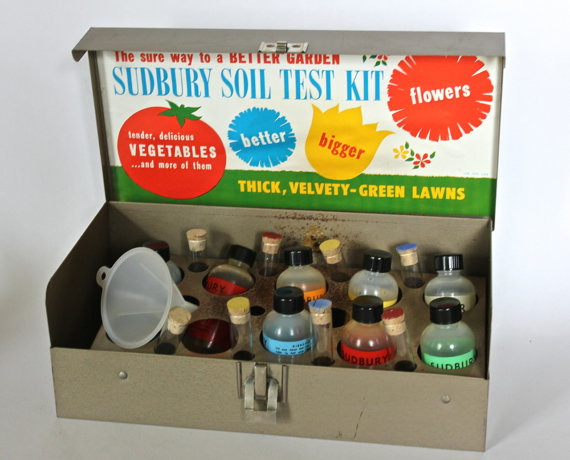 The sure way to a BETTER GARDEN
SUDBURY SOIL TEST KIT
flowers
tender, delicious
VEGETABLES
...and more of them
better
bigger
THICK, VELVETY-GREEN LAWNS
SUDBURY
SUDBURY